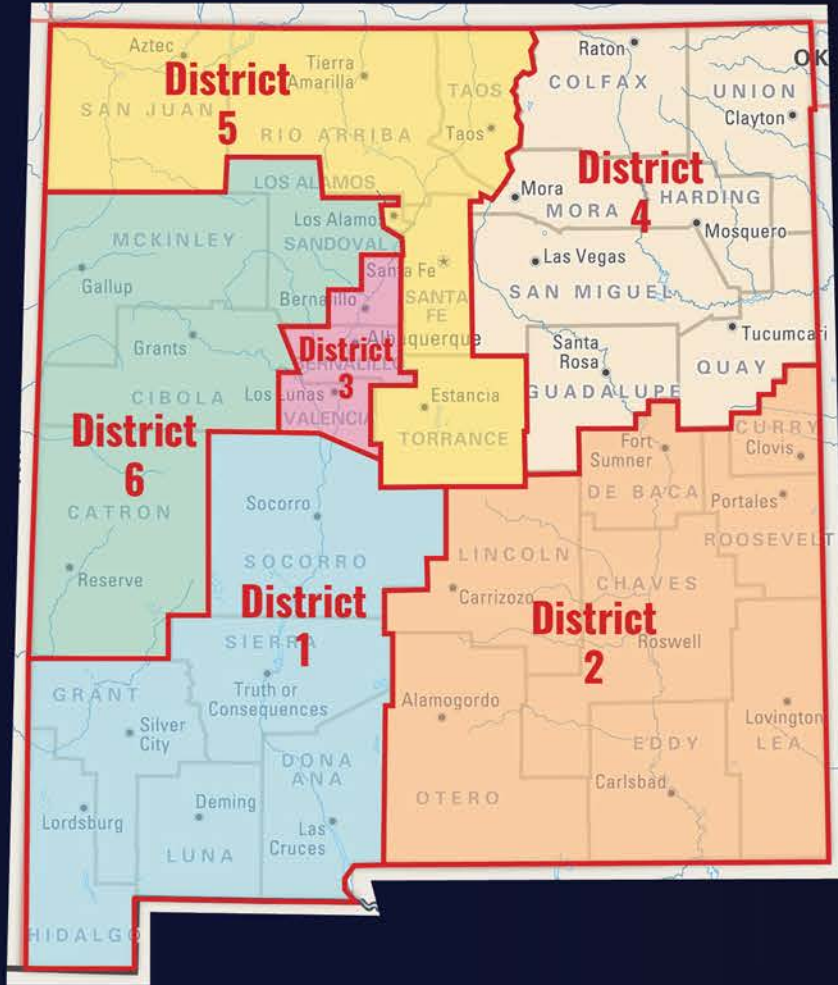 Aztec
Tierra
Amarilla
Raton
OK
District
5
SAN JUAN
RIO ARRIBA
TAOS
Taos
COLFAX
UNION
Clayton
District
4
LOS ALAMOS
Mora
MORA
HARDING
Mosquero
MCKINLEY
Los Alamos
SANDOVAL
Gallup
Santa Fe
SANTA
FE
Las Vegas
SAN MIGUEL
Bernalillo
Grants
Albuquerque
Tucumcari
Santa
Rosa
QUAY
District
3
BERNALILLO
CIBOLA
Los Lunas
VALENCIA
Estancia
GUADALUPE
TORRANCE
District
6
CURRY
Clovis
Fort
Sumner
DE BACA
Portales
ROOSEVELT
CATRON
Socorro
SOCORRO
Reserve
LINCOLN
Carrizozo
CHAVES
District
1
District
2
SIERRA
Roswell
GRANT
Truth or
Consequences
Silver
City
Alamogordo
Lovington
LEA
DONA
ANA
EDDY
Carlsbad
OTERO
Lordsburg
Deming
Las
Cruces
LUNA
HIDALGO